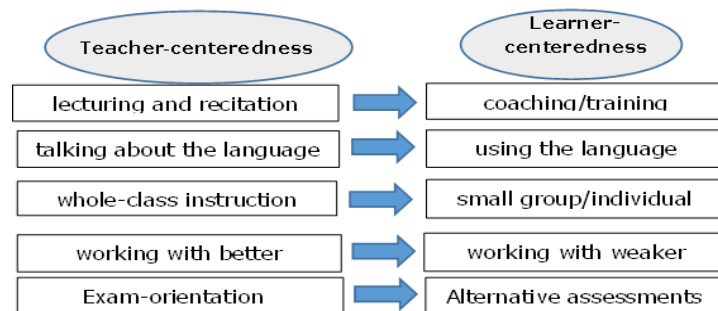 Teacher-centeredness
Learner-
centeredness
lecturing and recitation
coaching/training
talking about the language
using the language
whole-class instruction
small group/individual
working with better
working with weaker
Exam-orientation
Alternative assessments